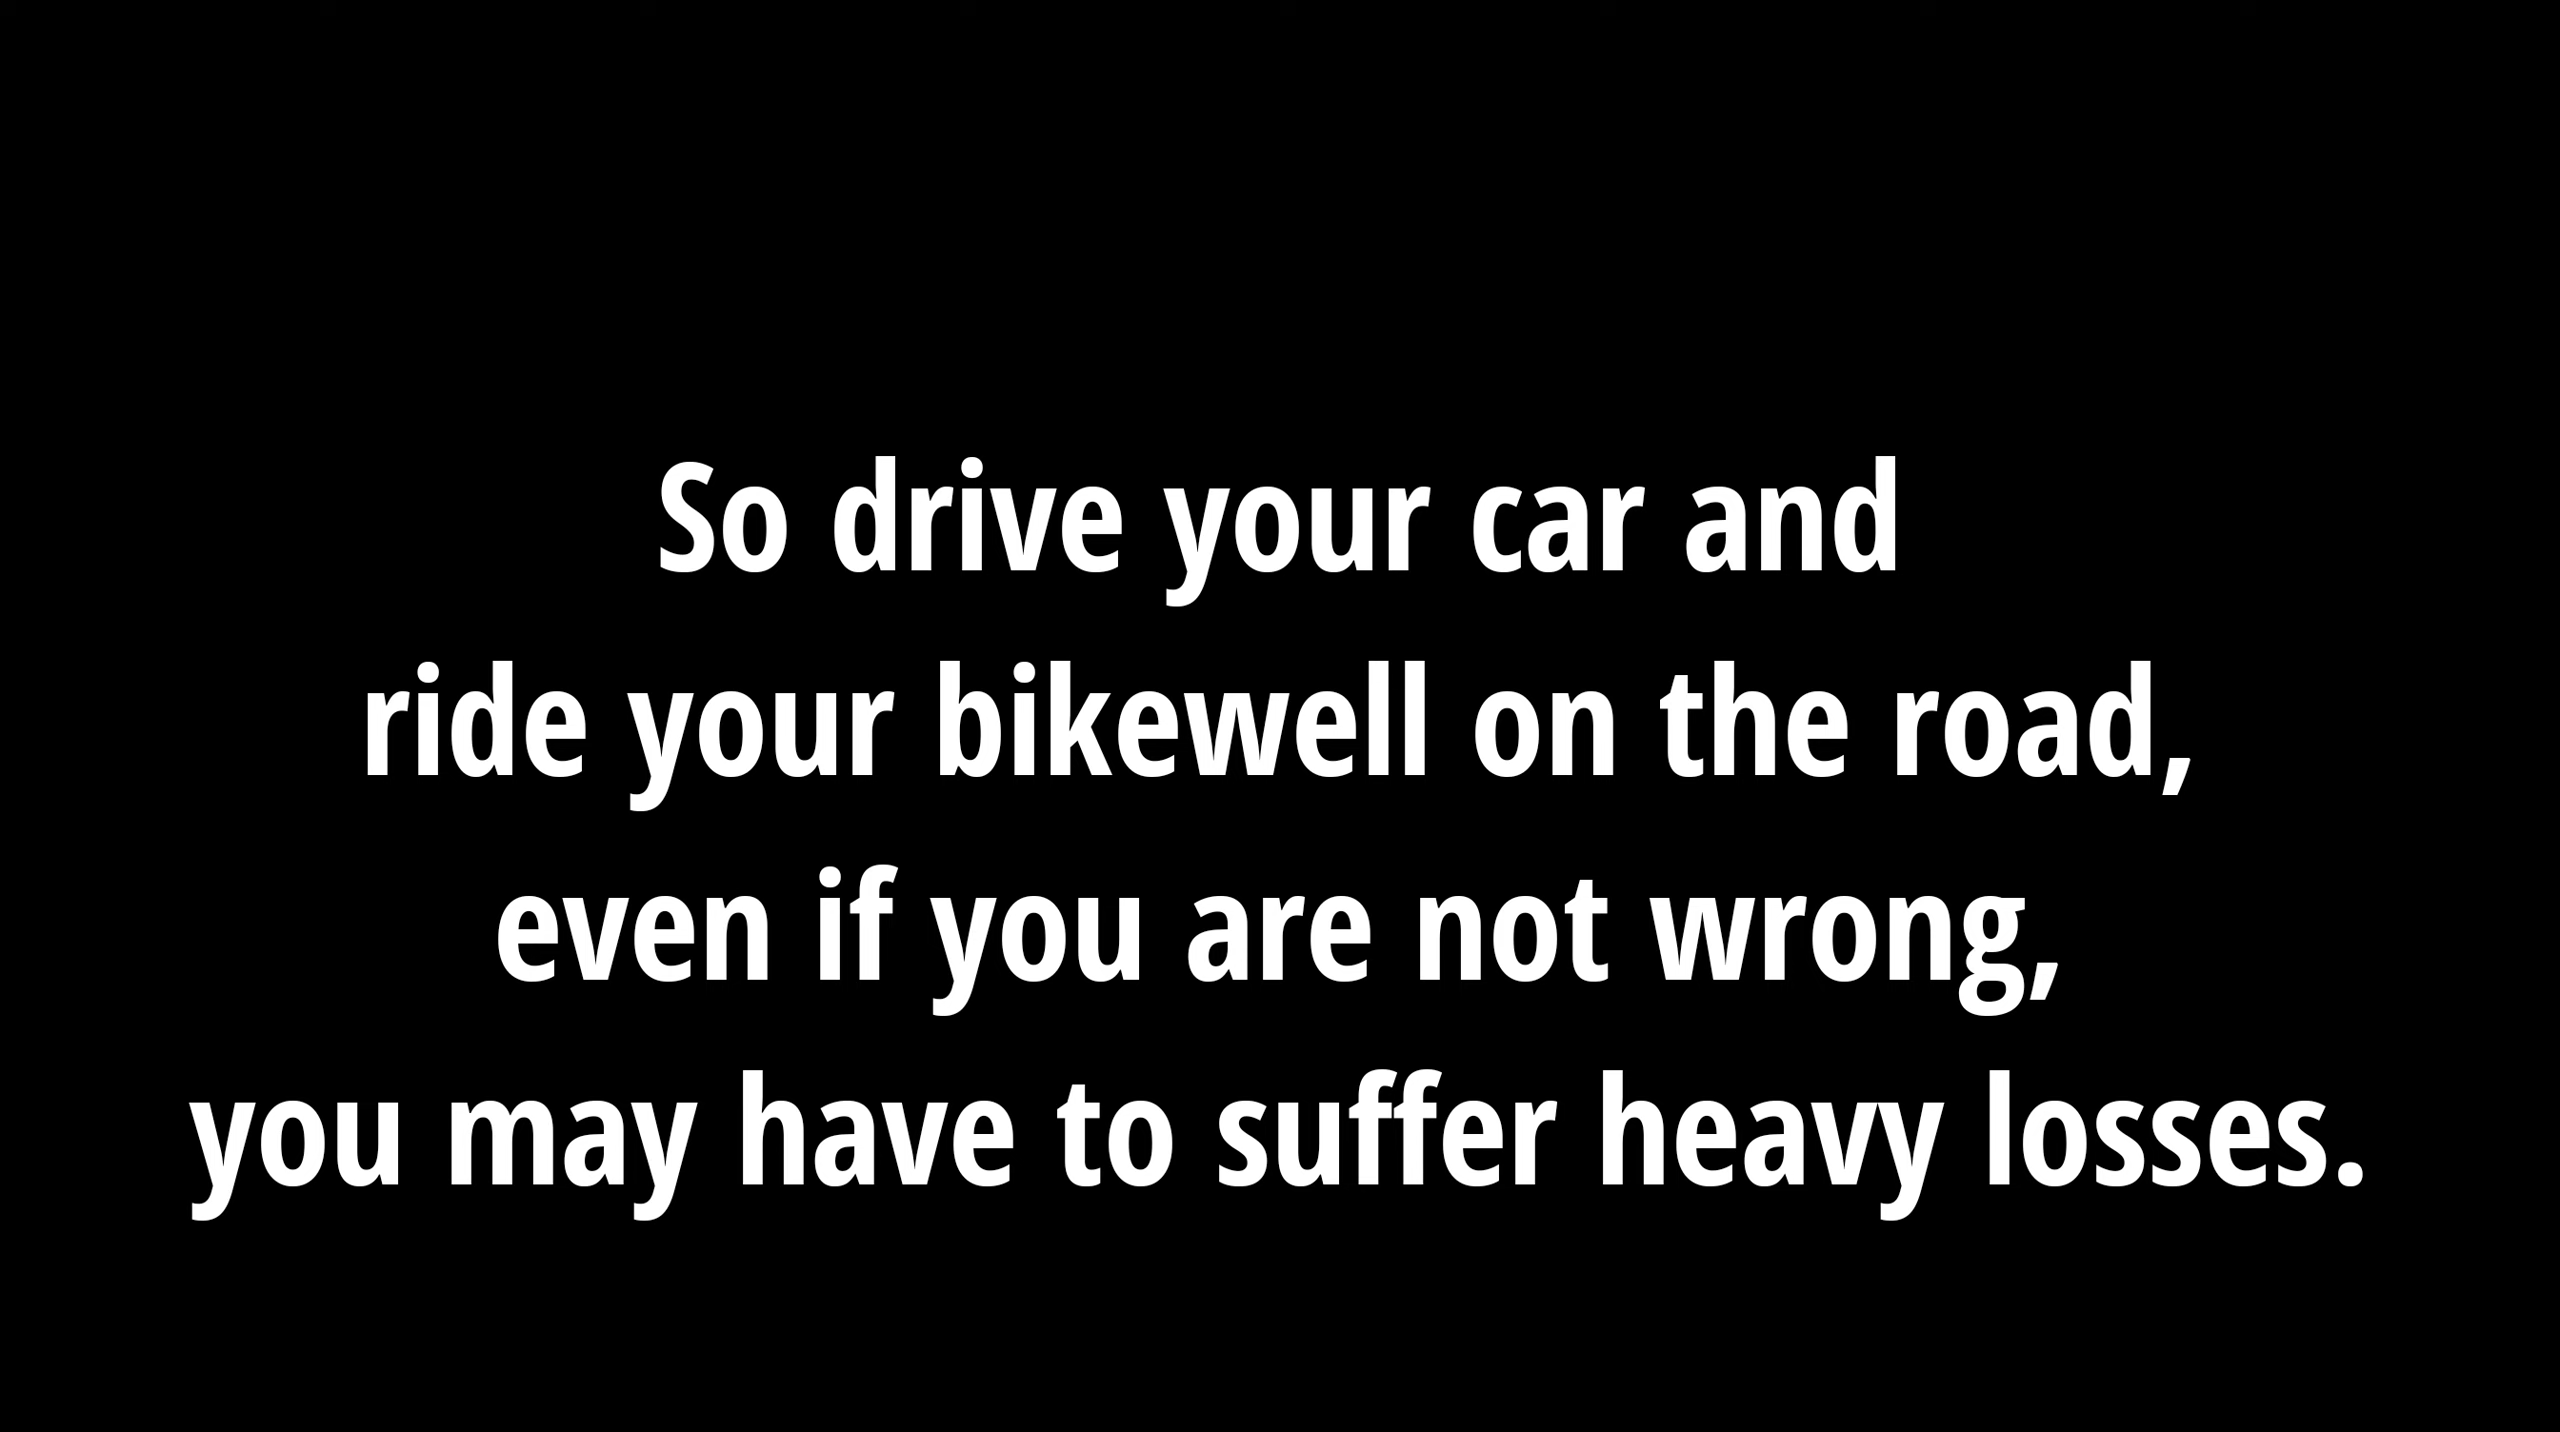 So drive your car and
ride your bikewell on the road,
even if you are not wrong,
you may have to suffer heavy losses.